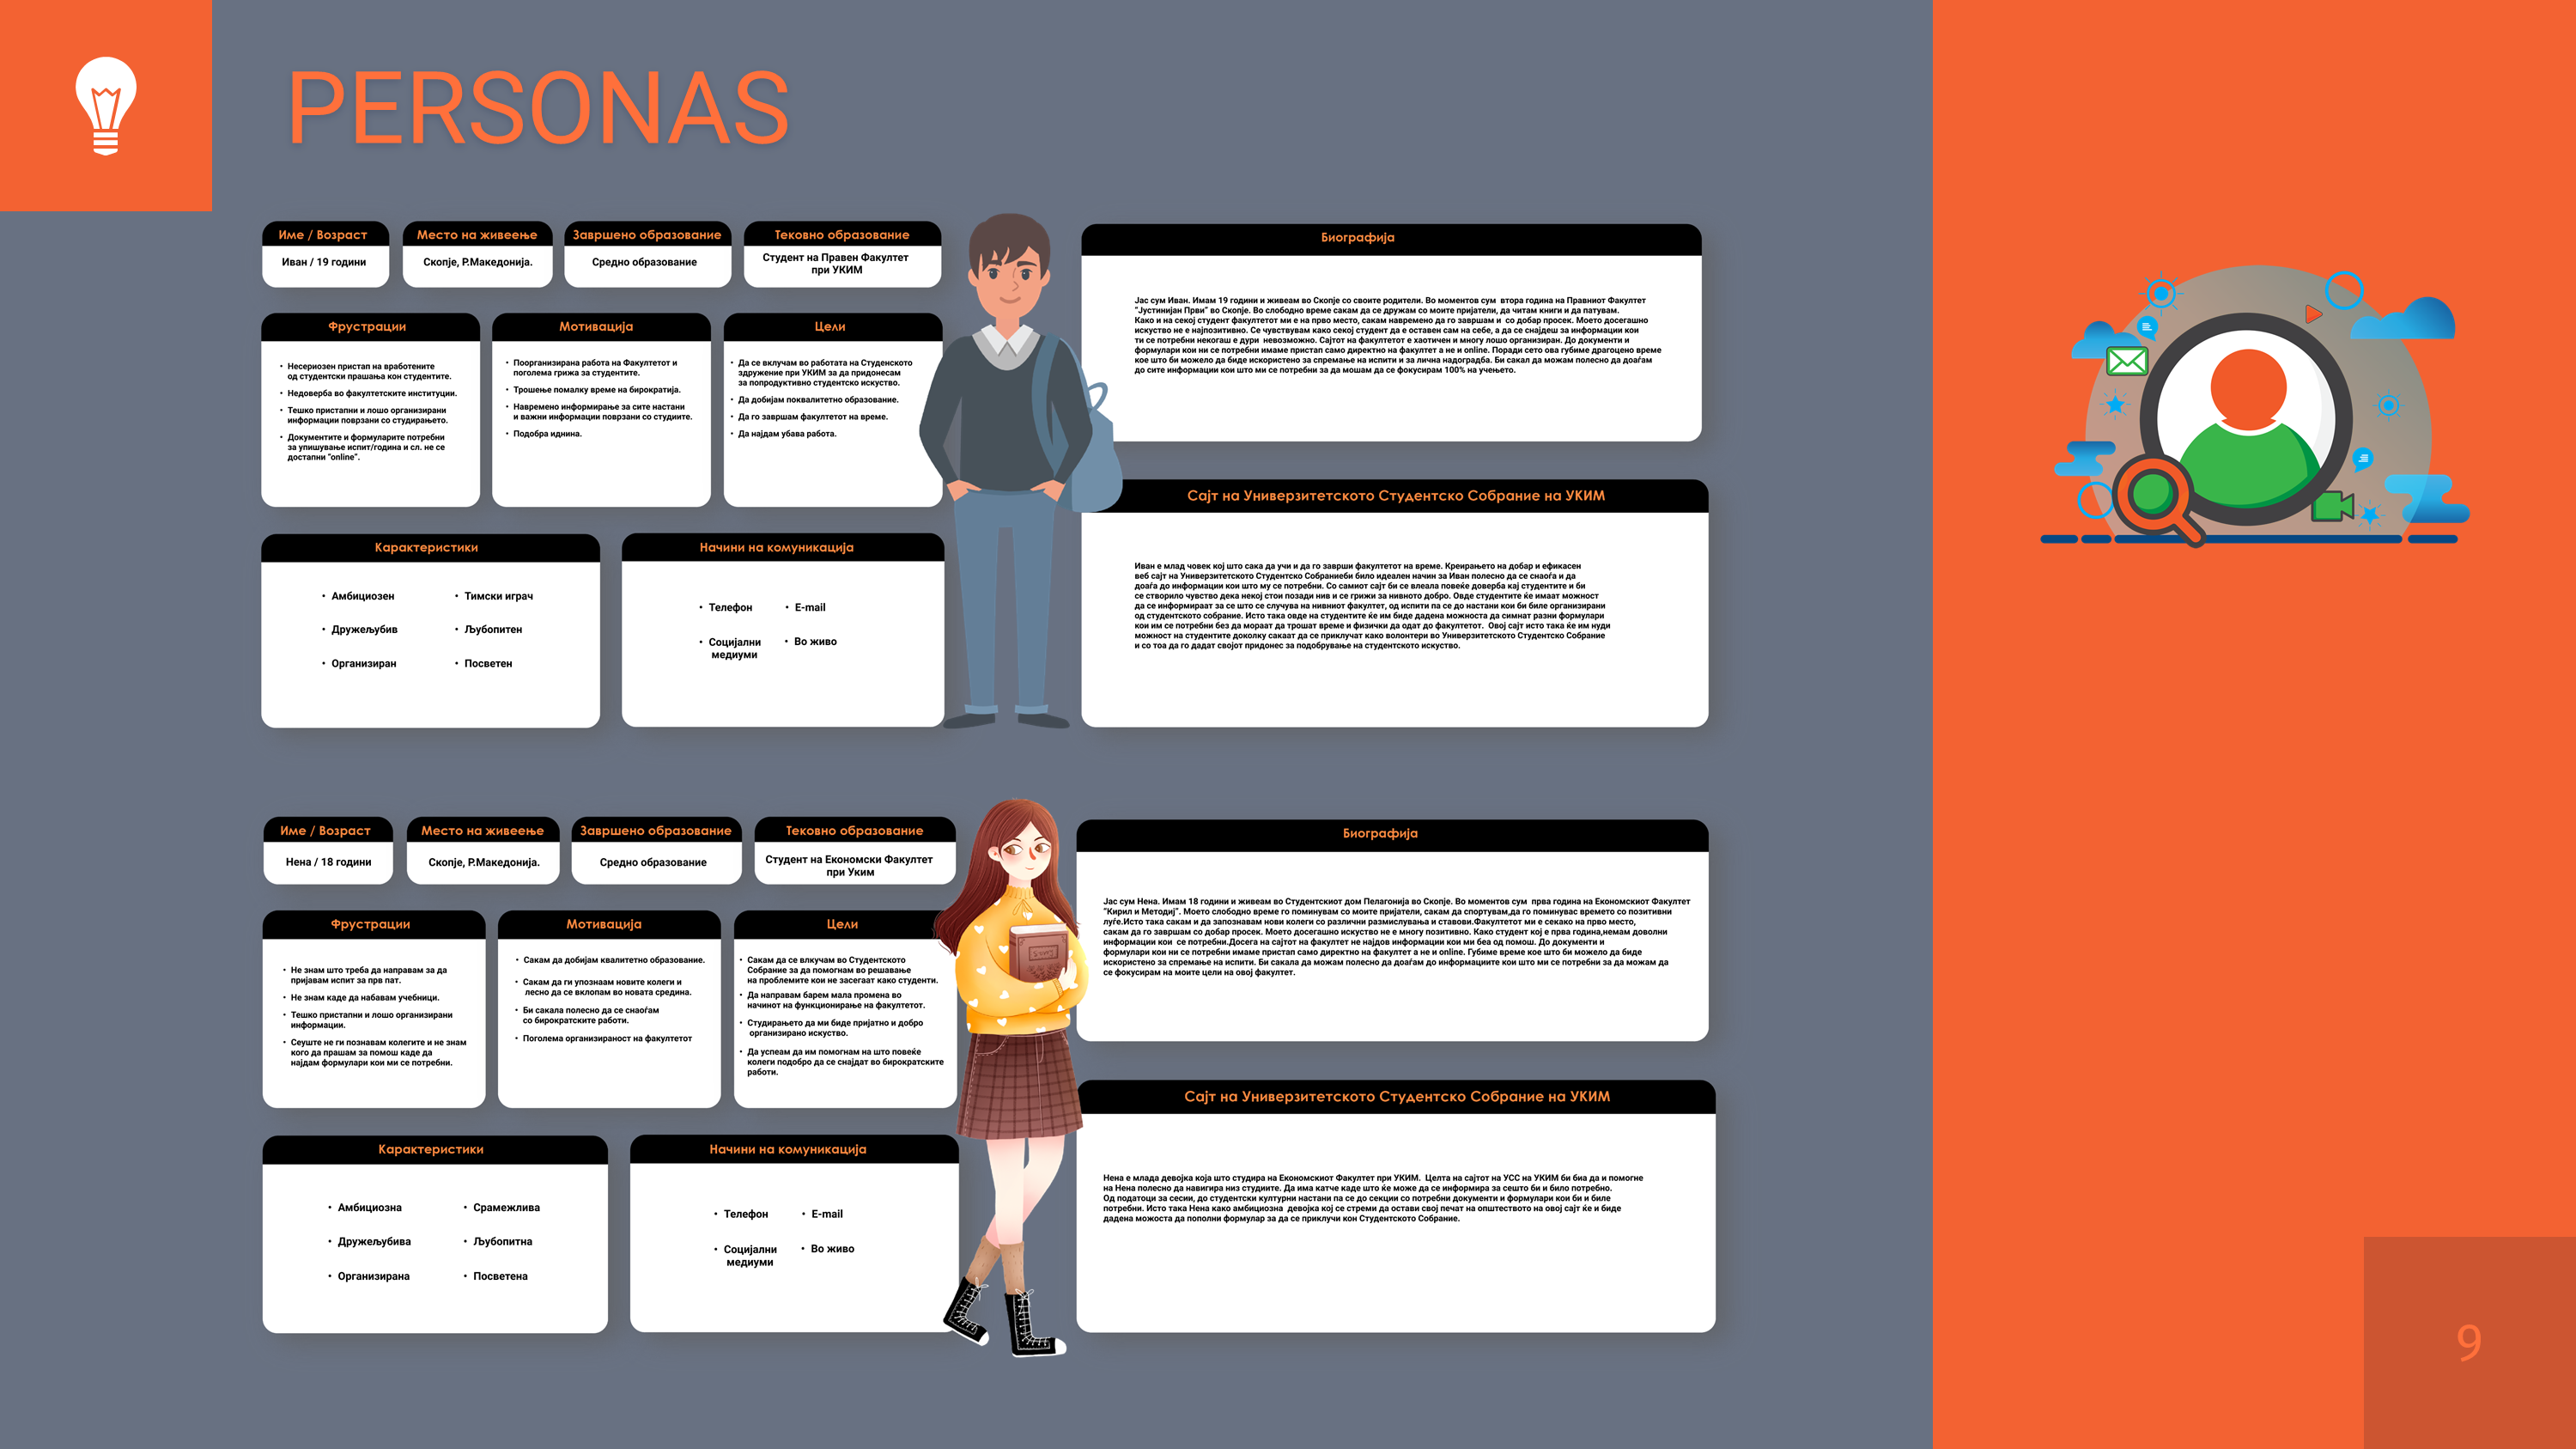 PERSONAS
Име / Возраст
Иван / 19 години
Место на живеење
Скопје, Р.Македонија.
Завршено образование
Средно образование
Тековно образование
Студент на Правен Факултет
при УКИМ
Фрустрации
• Несериозен пристап на вработените
од студентски прашања кон студентите.
• Недоверба во факултетските институции.
• Тешко пристапни и лошо организирани
информации поврзани со студирањето.
• Документите и формуларите потребни
за упишување испит/година и сл. не се
достапни "online".
Мотивација
• Поорганизирана работа на Факултетот и
поголема грижа за студентите.
• Трошење помалку време на бирократија.
• Навремено информирање за сите настани
и важни информации поврзани со студиите.
• Подобра иднина.
Цели
• Да се вклучам во работата на Студенското
здружение при УКИМ за да придонесам
за попродуктивно студентско искуство.
• Да добијам поквалитетно образование.
• Да го завршам факултетот на време.
• Да најдам убава работа.
Карактеристики
• Амбициозен
• Тимски играч
• Дружељубив
• Љубопитен
• Организиран
• Посветен
Начини на комуникација
• Телефон
• E-mail
• Социјални
медиуми
• Во живо
Биографија
Јас сум Иван. Имам 19 години и живеам во Скопје со своите родители. Во моментов сум втора година на Правниот Факултет
"Јустинијан Први" во Скопје. Во слободно време сакам да се дружам со моите пријатели, да читам книги и да патувам.
Како и на секој студент факултетот ми е на прво место, сакам навремено да го завршам и со добар просек. Моето досегашно
искуство не е најпозитивно. Се чувствувам како секој студент да е оставен сам на себе, а да се снајдеш за информации кои
ти се потребни некогаш е дури невозможно. Сајтот на факултетот е хаотичен и многу лошо организиран. До документи и
формулари кои ни се потребни имаме пристап само директно на факултет а не и online. Поради сето ова губиме драгоцено време
кое што би можело да биде искористено за спремање на испити и за лична надоградба. Би сакал да можам полесно да доаѓам
до сите информации кои што ми се потребни за да мошам да се фокусирам 100% на учењето.
Сајт на Универзитетското Студентско Собрание на УКИМ
Иван е млад човек кој што сака да учи и да го заврши факултетот на време. Креирањето на добар и ефикасен
веб сајт на Универзитетското Студентско Собраниеби било идеален начин за Иван полесно да се снаоѓа и да
доаѓа до информации кои што му се потребни. Со самиот сајт би се влеала повеќе доверба кај студентите и би
се створило чувство дека некој стои позади нив и се грижи за нивното добро. Овде студентите ќе имаат можност
да се информираат за се што се случува на нивниот факултет, од испити па се до настани кои би биле организирани
од студентското собрание. Исто така овде на студентите ќе им биде дадена можноста да симнат разни формулари
кои им се потребни без да мораат да трошат време и физички да одат до факултетот. Овој сајт исто така ќе им нуди
можност на студентите доколку сакаат да се приклучат како волонтери во Универзитетското Студентско Собрание
и со тоа да го дадат својот придонес за подобрување на студентското искуство.
Име / Возраст
Нена / 18 години
Место на живеење
Скопје, Р.Македонија.
Завршено образование
Средно образование
Тековно образование
Студент на Економски Факултет
при Уким
Фрустрации
• Не знам што треба да направам за да
пријавам испит за прв пат.
• Не знам каде да набавам учебници.
• Тешко пристапни и лошо организирани
информации.
• Сеуште не ги познавам колегите и не знам
кого да прашам за помош каде да
најдам формулари кои ми се потребни.
Мотивација
• Сакам да добијам квалитетно образование.
• Сакам да ги упознаам новите колеги и
лесно да се вклопам во новата средина.
• Би сакала полесно да се снаоѓам
со бирократските работи.
• Поголема организираност на факултетот
Цели
• Сакам да се влкучам во Студентското
Собрание за да помогнам во решавање
на проблемите кои не засегаат како студенти.
• Да направам барем мала промена во
начинот на функционирање на факултетот.
• Студирањето да ми биде пријатно и добро
организирано искуство.
• Да успеам да им помогнам на што повеќе
колеги подобро да се снајдат во бирократските
работи.
Карактеристики
• Амбициозна
• Срамежлива
• Дружељубива
• Љубопитна
• Организирана
• Посветена
Начини на комуникација
• Телефон
• E-mail
• Социјални
медиуми
• Во живо
Биографија
Јас сум Нена. Имам 18 години и живеам во Студентскиот дом Пелагонија во Скопје. Во моментов сум прва година на Економскиот Факултет
"Кирил и Методиј". Моето слободно време го поминувам со моите пријатели, сакам да спортувам,да го поминувас времето со позитивни
луѓе.Исто така сакам и да запознавам нови колеги со различни размислувања и ставови.Факултетот ми е секако на прво место,
сакам да го завршам со добар просек. Моето досегашно искуство не е многу позитивно. Како студент кој е прва година,немам доволни
информации кои се потребни.Досега на сајтот на факултет не најдов информации кои ми беа од помош. До документи и
формулари кои ни се потребни имаме пристап само директно на факултет а не и online. Губиме време кое што би можело да биде
искористено за спремање на испити. Би сакала да можам полесно да доаѓам до информациите кои што ми се потребни за да можам да
се фокусирам на моите цели на овој факултет.
Сајт на Универзитетското Студентско Собрание на УКИМ
Нена е млада девојка која што студира на Економскиот Факултет при УКИМ. Целта на сајтот на УСС на УКИМ би биа да и помогне
на Нена полесно да навигира низ студиите. Да има катче каде што ќе може да се информира за сешто би и било потребно.
Од податоци за сесии, до студентски културни настани па се до секции со потребни документи и формулари кои би и биле
потребни. Исто така Нена како амбициозна девојка кој се стреми да остави свој печат на општеството на овој сајт ќе и биде
дадена можоста да пополни формулар за да се приклучи кон Студентското Собрание.
9